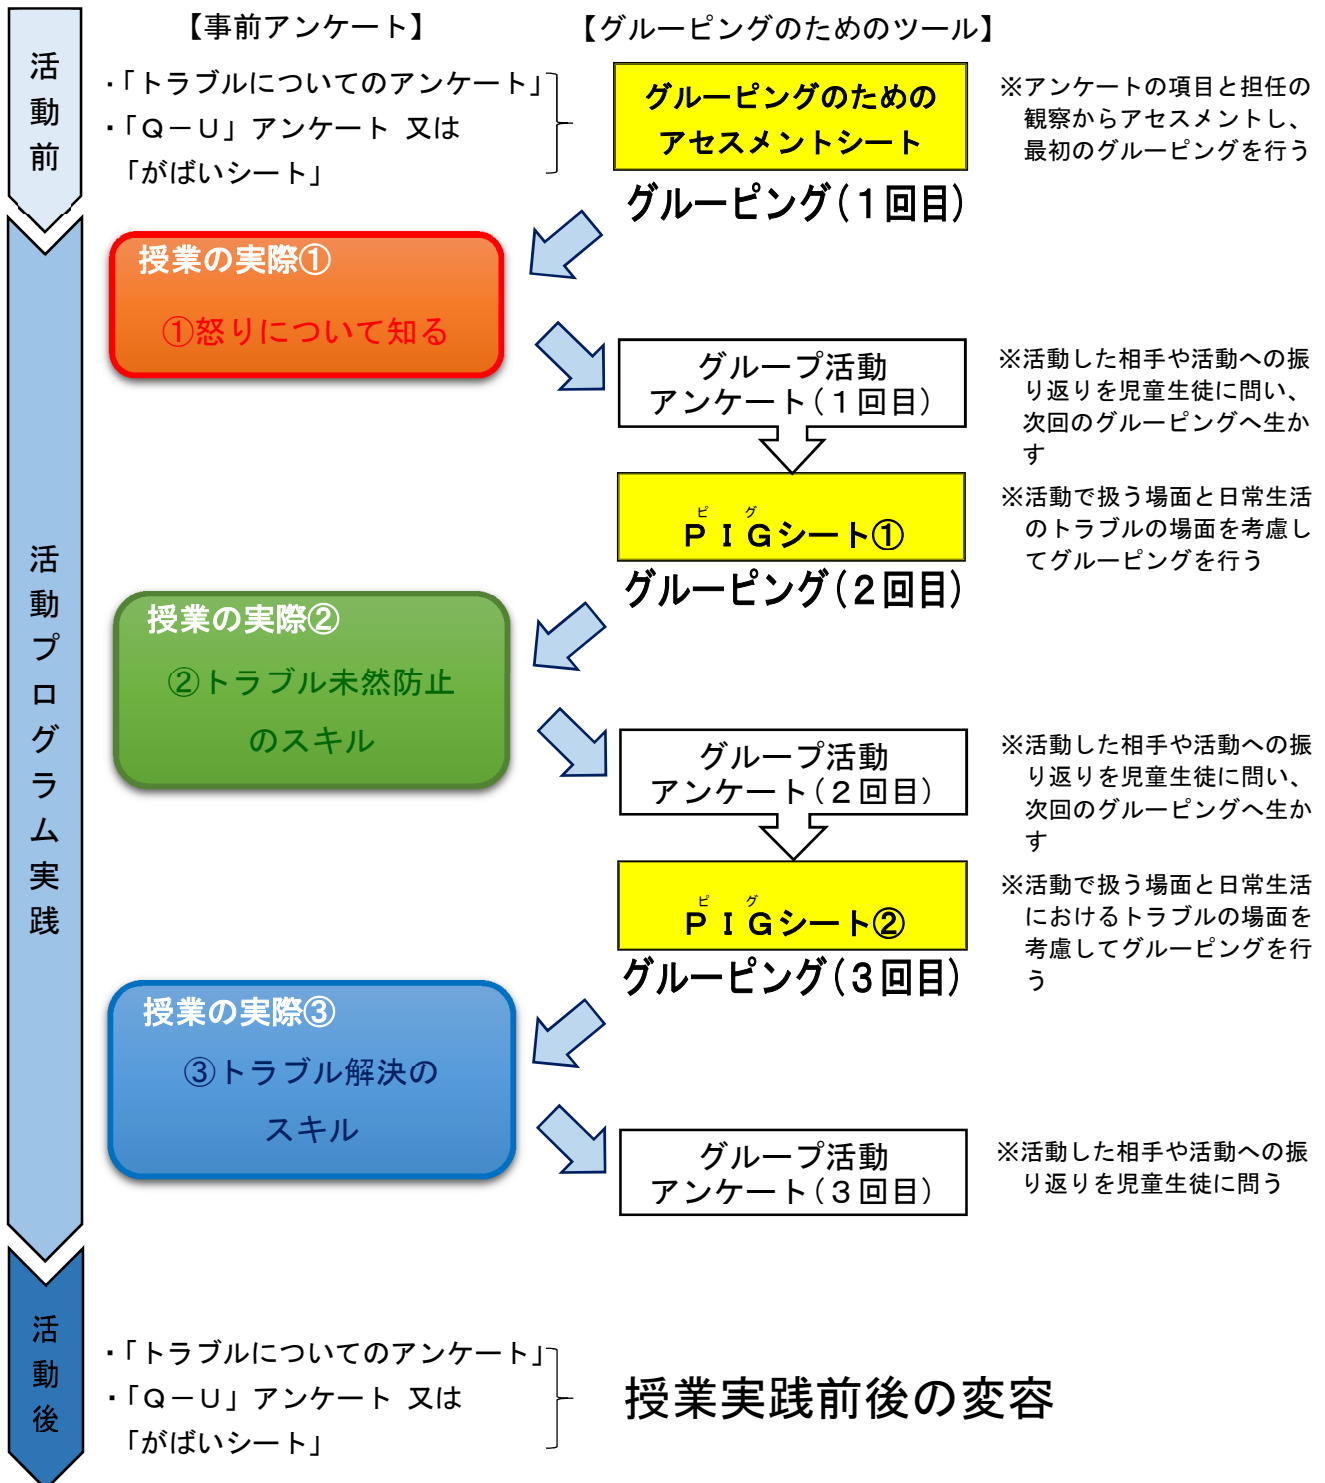 【事前アンケート】
【グルーピングのためのツール】
活動前
・「トラブルについてのアンケート」
・「Ｑ－Ｕ」アンケート 又は
「がばいシート」
グルーピングのための
アセスメントシート
※アンケートの項目と担任の
観察からアセスメントし、
最初のグルーピングを行う
グルーピング(１回目)
活動プログラム実践
授業の実際①
①怒りについて知る
グループ活動
アンケート(１回目)
※活動した相手や活動への振
り返りを児童生徒に問い、
次回のグルーピングへ生か
す
ピ グ
ＰＩＧシート①
※活動で扱う場面と日常生活
のトラブルの場面を考慮し
てグルーピングを行う
グルーピング(２回目)
授業の実際②
②トラブル未然防止
のスキル
グループ活動
アンケート(２回目)
※活動した相手や活動への振
り返りを児童生徒に問い、
次回のグルーピングへ生か
す
ピ グ
ＰＩＧシート②
※活動で扱う場面と日常生活
におけるトラブルの場面を
考慮してグルーピングを行
う
グルーピング(３回目)
授業の実際③
③トラブル解決の
スキル
グループ活動
アンケート(３回目)
※活動した相手や活動への振
り返りを児童生徒に問う
活動後
・「トラブルについてのアンケート」
・「Ｑ－Ｕ」アンケート 又は
「がばいシート」
授業実践前後の変容